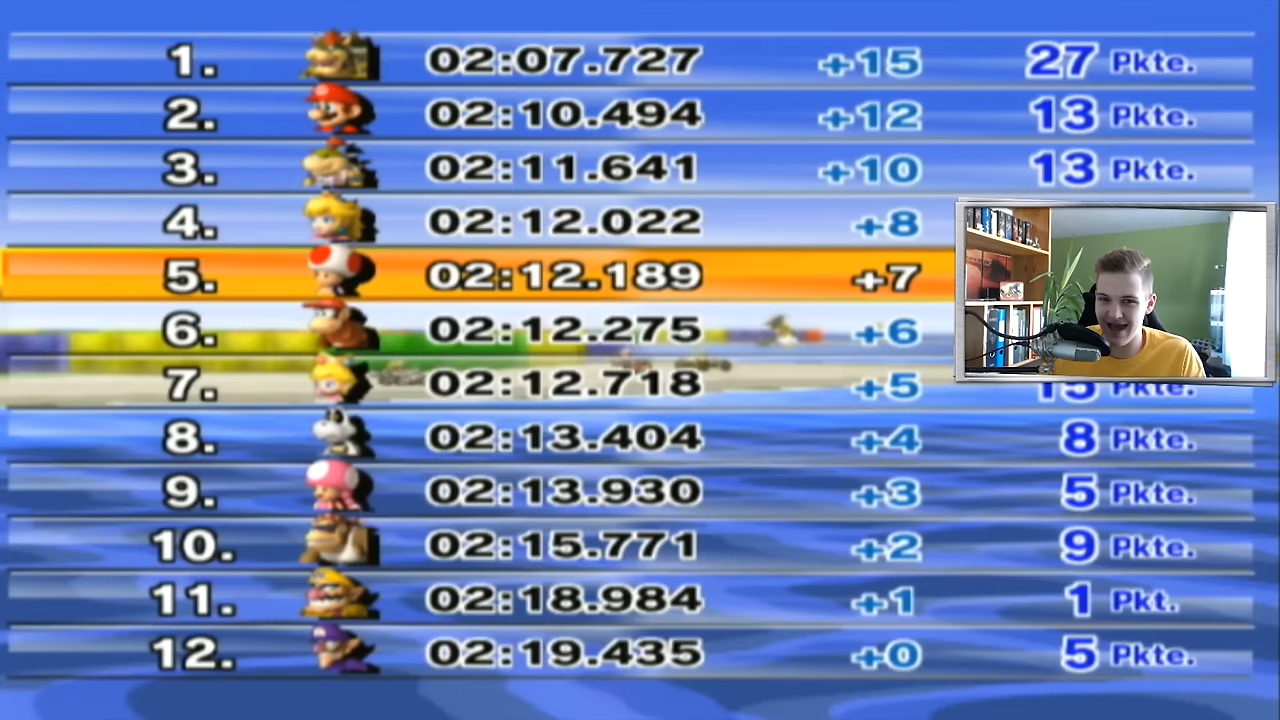 1. 02:07.727 +15 27 Pkte.
2. 02:10.494 +12 13 Pkte.
3. 02:11.641 +10 13 Pkte.
4. 02:12.022 +8
5. 02:12.189 +7
6. 02:12.275 +6
7. 02:12.718 +5 15 Pkte.
8. 02:13.404 +4 8 Pkte.
9. 02:13.930 +3 5 Pkte.
10. 02:15.771 +2 9 Pkte.
11. 02:18.984 +1 1 Pkt.
12. 02:19.435 +0 5 Pkte.